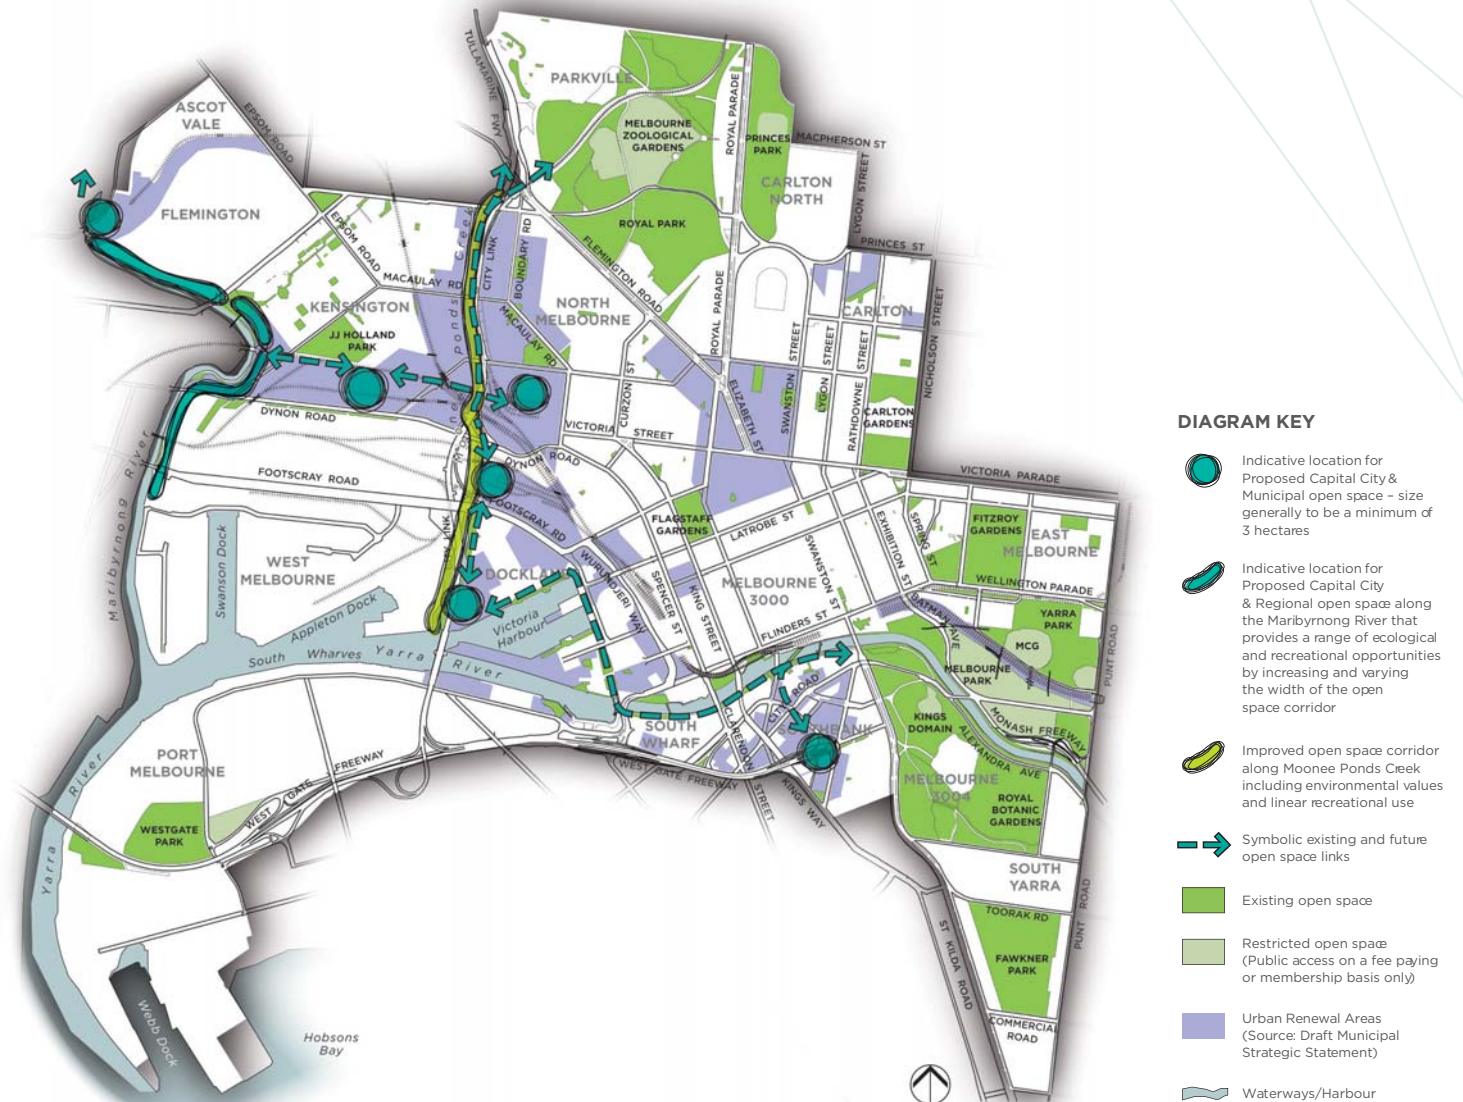 TULLAMARINE FWY
PARKVILLE
ASCOT
VALE
EPSOM ROAD
ROYAL PARADE
MELBOURNE
ZOOLOGICAL
GARDENS
PRINCES
PARK
MACPHERSON ST
CARLTON
NORTH
LYGON STREET
FLEMINGTON
ROYAL PARK
PRINCES ST
EPSOM ROAD
CITY LINK
BOUNDARY RD
FLEMINGTON ROAD
MACAULAY RD
KENSINGTON
NORTH
MELBOURNE
ROYAL PARADE
CARLTON
NICHOLSON STREET
JJ HOLLAND
PARK
MACAULAY RD
Moonee Ponds Creek
CURZON ST
ELIZABETH ST
SWANSTON STREET
LYGON STREET
RATHDOWNE STREET
CARLTON
GARDENS
DYNON ROAD
VICTORIA STREET
DYNON ROAD
FOOTSCRAY ROAD
VICTORIA PARADE
Maribyrnong River
FOOTSCRAY RD
FLAGSTAFF
GARDENS
LATROBE ST
EXHIBITION ST
SPRING ST
FITZROY
GARDENS
EAST
MELBOURNE
Swanson Dock
WEST
MELBOURNE
CITY LINK
DOCKLANDS
WURUNDJERI WAY
SPENCER ST
KING STREET
MELBOURNE
3000
SWANSTON ST
WELLINGTON PARADE
Appleton Dock
Victoria
Harbour
FLINDERS ST
BATMAN AVE
YARRA
PARK
MCG
PUNT ROAD
South Wharves Yarra River
MELBOURNE
PARK
CITY ROAD
CLARENDON STREET
SOUTH
WHARF
SOUTHBANK
KINGS
DOMAIN
MONASH FREEWAY
ALEXANDRA AVE
PORT
MELBOURNE
WEST GATE FREEWAY
WEST GATE FREEWAY
KINGS WAY
MELBOURNE
3004
ROYAL
BOTANIC
GARDENS
Yarra River
WESTGATE
PARK
SOUTH
YARRA
TOORAK RD
PUNT ROAD
ST KILDA ROAD
FAWKNER
PARK
COMMERCIAL
ROAD
Webb Dock
Hobsons
Bay
DIAGRAM KEY
Indicative location for
Proposed Capital City &
Municipal open space – size
generally to be a minimum of
3 hectares
Indicative location for
Proposed Capital City
& Regional open space along
the Maribyrnong River that
provides a range of ecological
and recreational opportunities
by increasing and varying
the width of the open
space corridor
Improved open space corridor
along Moonee Ponds Creek
including environmental values
and linear recreational use
Symbolic existing and future
open space links
Existing open space
Restricted open space
(Public access on a fee paying
or membership basis only)
Urban Renewal Areas
(Source: Draft Municipal
Strategic Statement)
Waterways/Harbour